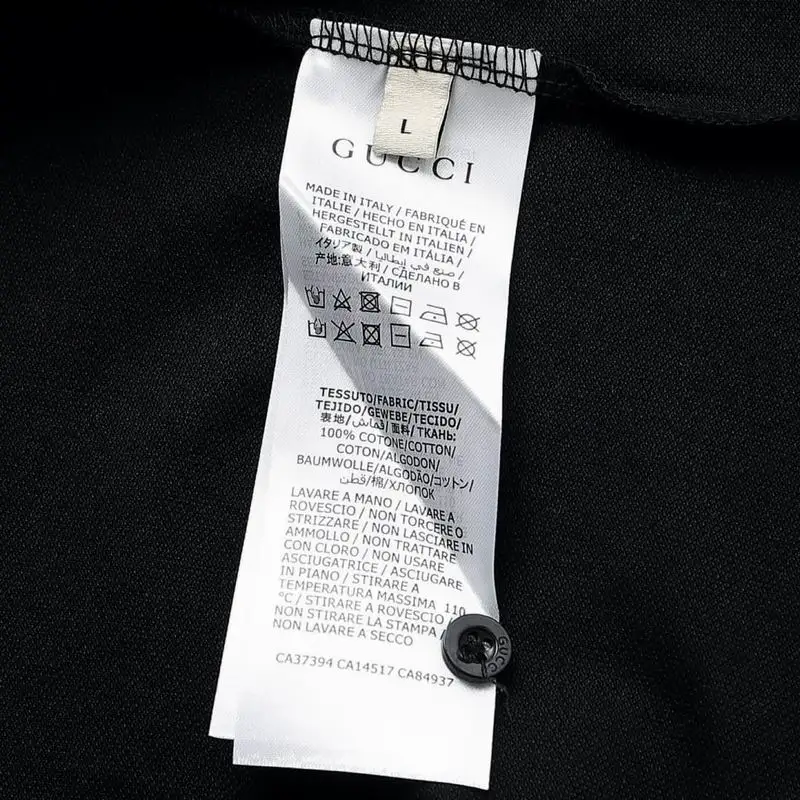 L
GUCCI
MADE IN ITALY / FABRIQUÉ EN
ITALIE / HECHO EN ITALIA /
HERGESTELLT IN ITALIEN /
FABRICADO EM ITÁLIA /
イタリア製 / صنع في إيطاليا /
产地:意大利 / СДЕЛАНО В
ИТАЛИИ
TESSUTO/FABRIC/TISSU/
TEJIDO/GEWEBE/TECIDO/
表地/قماش/面料/ТКАНЬ:
100% COTONE/COTTON/
COTON/ALGODON/
BAUMWOLLE/ALGODÃO/コットン/
قطن/棉/ХЛОПОК
LAVARE A MANO / LAVARE A
ROVESCIO / NON TORCERE O
STRIZZARE / NON LASCIARE IN
AMMOLLO / NON TRATTARE
CON CLORO / NON USARE
ASCIUGATRICE / ASCIUGARE
IN PIANO / STIRARE A
TEMPERATURA MASSIMA 110
°C / STIRARE A ROVESCIO /
NON STIRARE LA STAMPA /
NON LAVARE A SECCO
GUCCI
CA37394 CA14517 CA84937